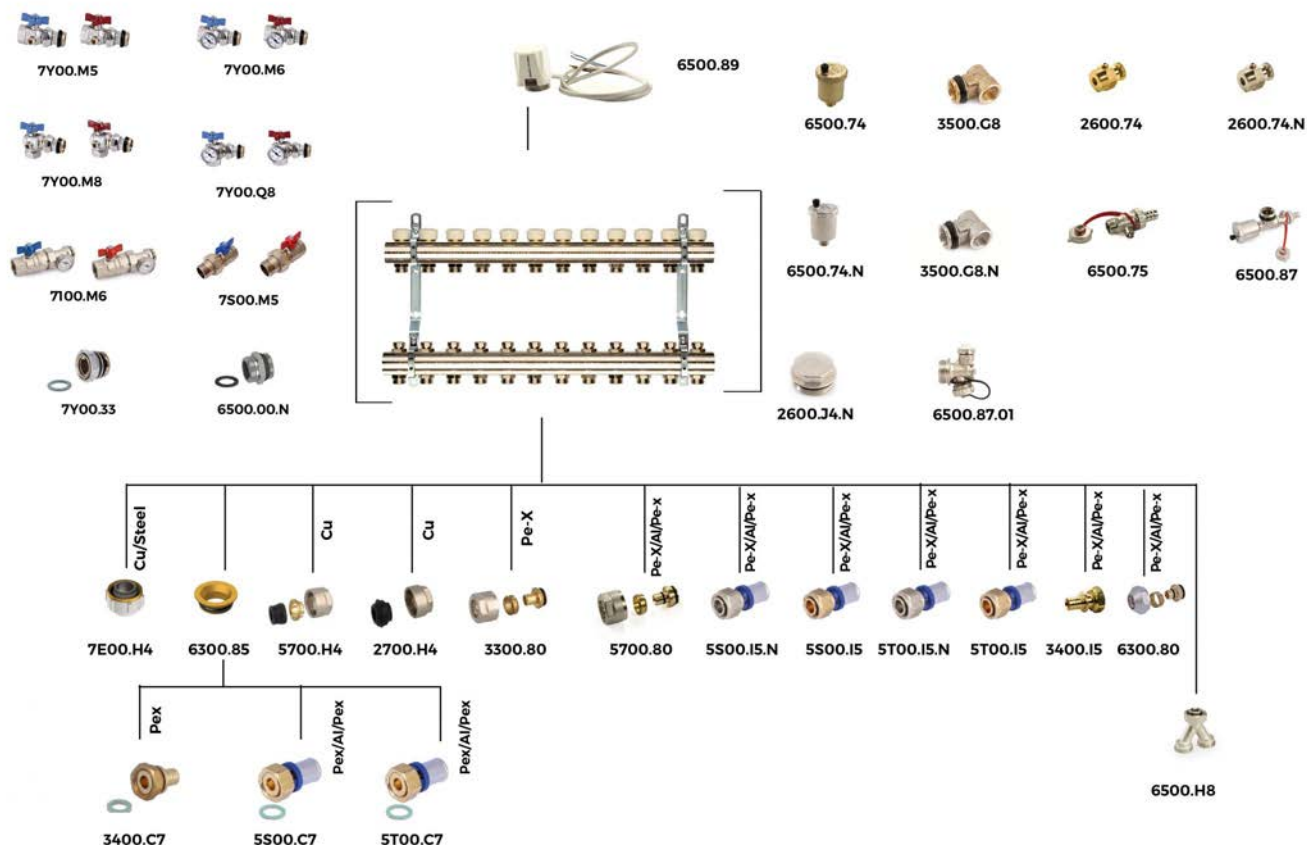 7Y00.M5
7Y00.M6
6500.89
6500.74
3500.G8
2600.74
2600.74.N
7Y00.M8
7Y00.Q8
6500.74.N
3500.G8.N
6500.75
6500.87
7100.M6
7S00.M5
7Y00.33
6500.00.N
2600.J4.N
6500.87.01
Cu/Steel
Cu
Cu
Pe-X
Pe-X/Al/Pe-x
Pe-X/Al/Pe-x
Pe-X/Al/Pe-x
Pe-X/Al/Pe-x
Pe-X/Al/Pe-x
Pe-X/Al/Pe-x
Pe-X/Al/Pe-x
7E00.H4
6300.85
5700.H4
2700.H4
3300.80
5700.80
5S00.I5.N
5S00.I5
5T00.I5.N
5T00.I5
3400.I5
6300.80
Pex
Pex/Al/Pex
Pex/Al/Pex
3400.C7
5S00.C7
5T00.C7
6500.H8